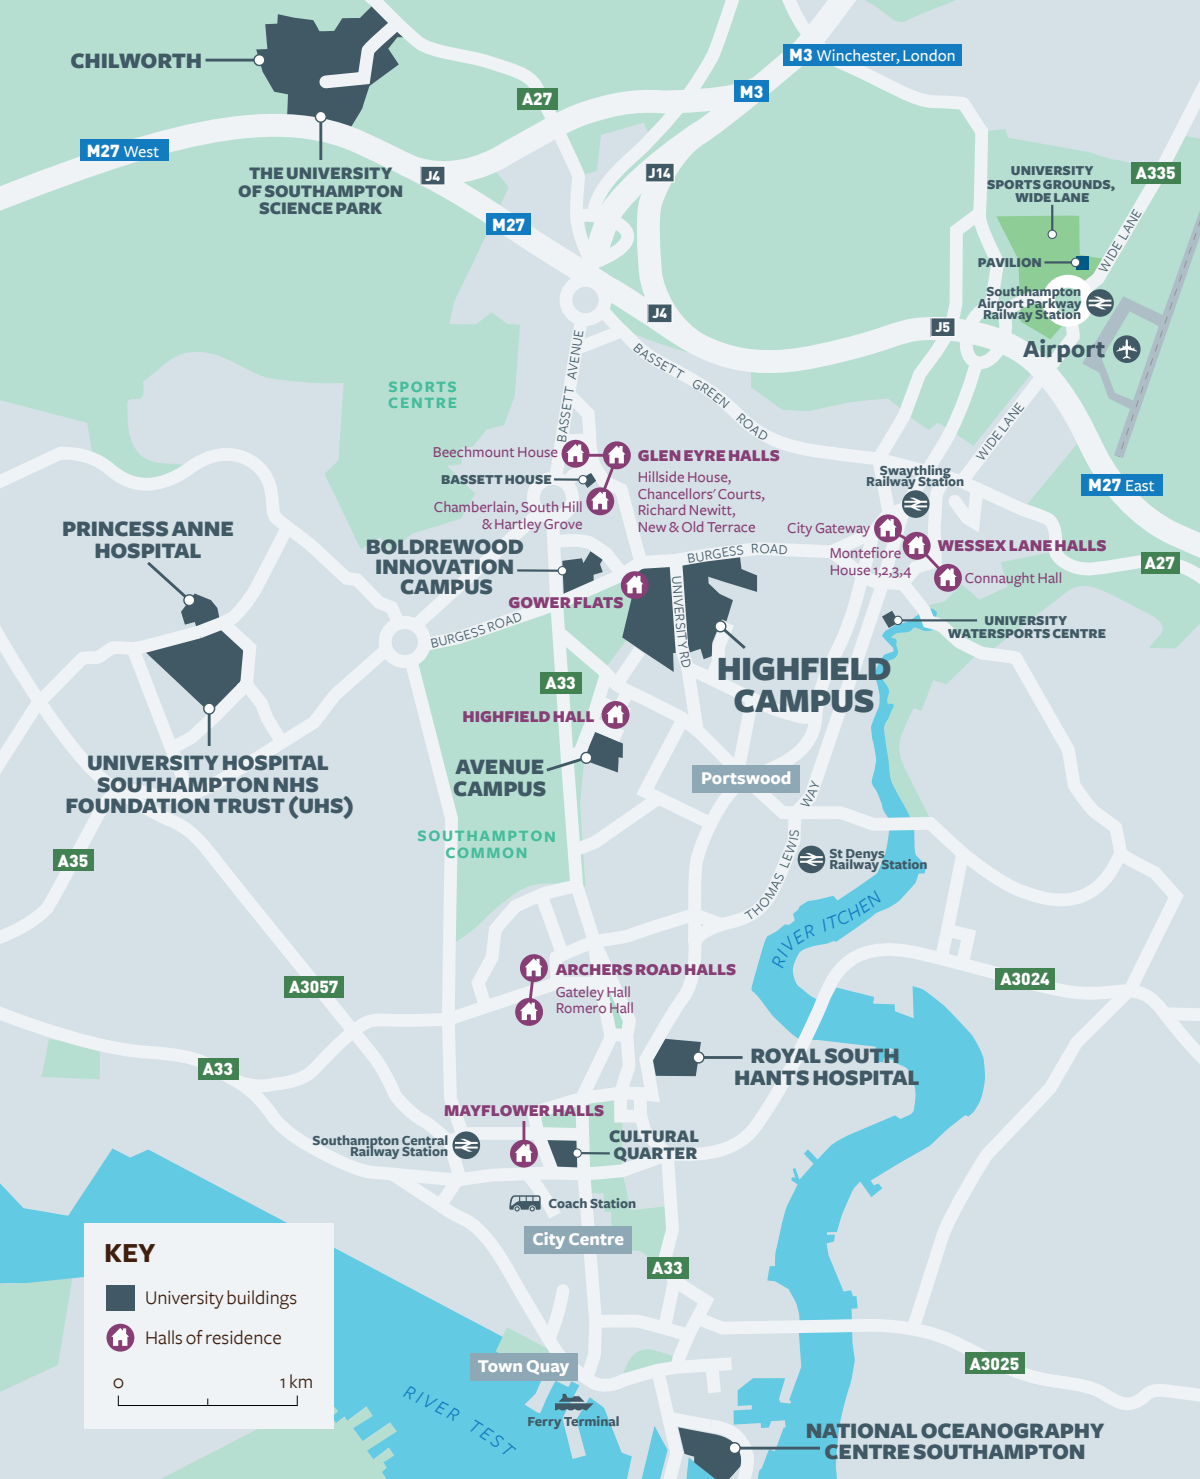 M3 Winchester, London
CHILWORTH
M3
A27
M27 West
THE UNIVERSITY
OF SOUTHAMPTON
SCIENCE PARK
J4
J14
UNIVERSITY
SPORTS GROUNDS,
WIDE LANE
A335
M27
WIDE LANE
PAVILION
Southhampton
Airport Parkway
Railway Station
J4
J5
Airport
BASSETT AVENUE
BASSETT GREEN ROAD
SPORTS
CENTRE
WIDE LANE
Beechmount House
GLEN EYRE HALLS
Hillside House,
Chancellors' Courts,
Richard Newitt,
New & Old Terrace
BASSETT HOUSE
Chamberlain, South Hill
& Hartley Grove
Swaythling
Railway Station
M27 East
PRINCESS ANNE
HOSPITAL
BOLDREWOOD
INNOVATION
CAMPUS
BURGESS ROAD
City Gateway
WESSEX LANE HALLS
Montefiore
House 1,2,3,4
Connaught Hall
A27
GOWER FLATS
UNIVERSITY RD
BURGESS ROAD
UNIVERSITY
WATERSPORTS CENTRE
HIGHFIELD
CAMPUS
A33
HIGHFIELD HALL
UNIVERSITY HOSPITAL
SOUTHAMPTON NHS
FOUNDATION TRUST (UHS)
AVENUE
CAMPUS
Portswood
THOMAS LEWIS WAY
SOUTHAMPTON
COMMON
A35
St Denys
Railway Station
RIVER ITCHEN
ARCHERS ROAD HALLS
Gateley Hall
Romero Hall
A3057
A3024
A33
ROYAL SOUTH
HANTS HOSPITAL
MAYFLOWER HALLS
Southampton Central
Railway Station
CULTURAL
QUARTER
Coach Station
City Centre
A33
KEY
University buildings
Halls of residence
0 1 km
Town Quay
A3025
RIVER TEST
Ferry Terminal
NATIONAL OCEANOGRAPHY
CENTRE SOUTHAMPTON